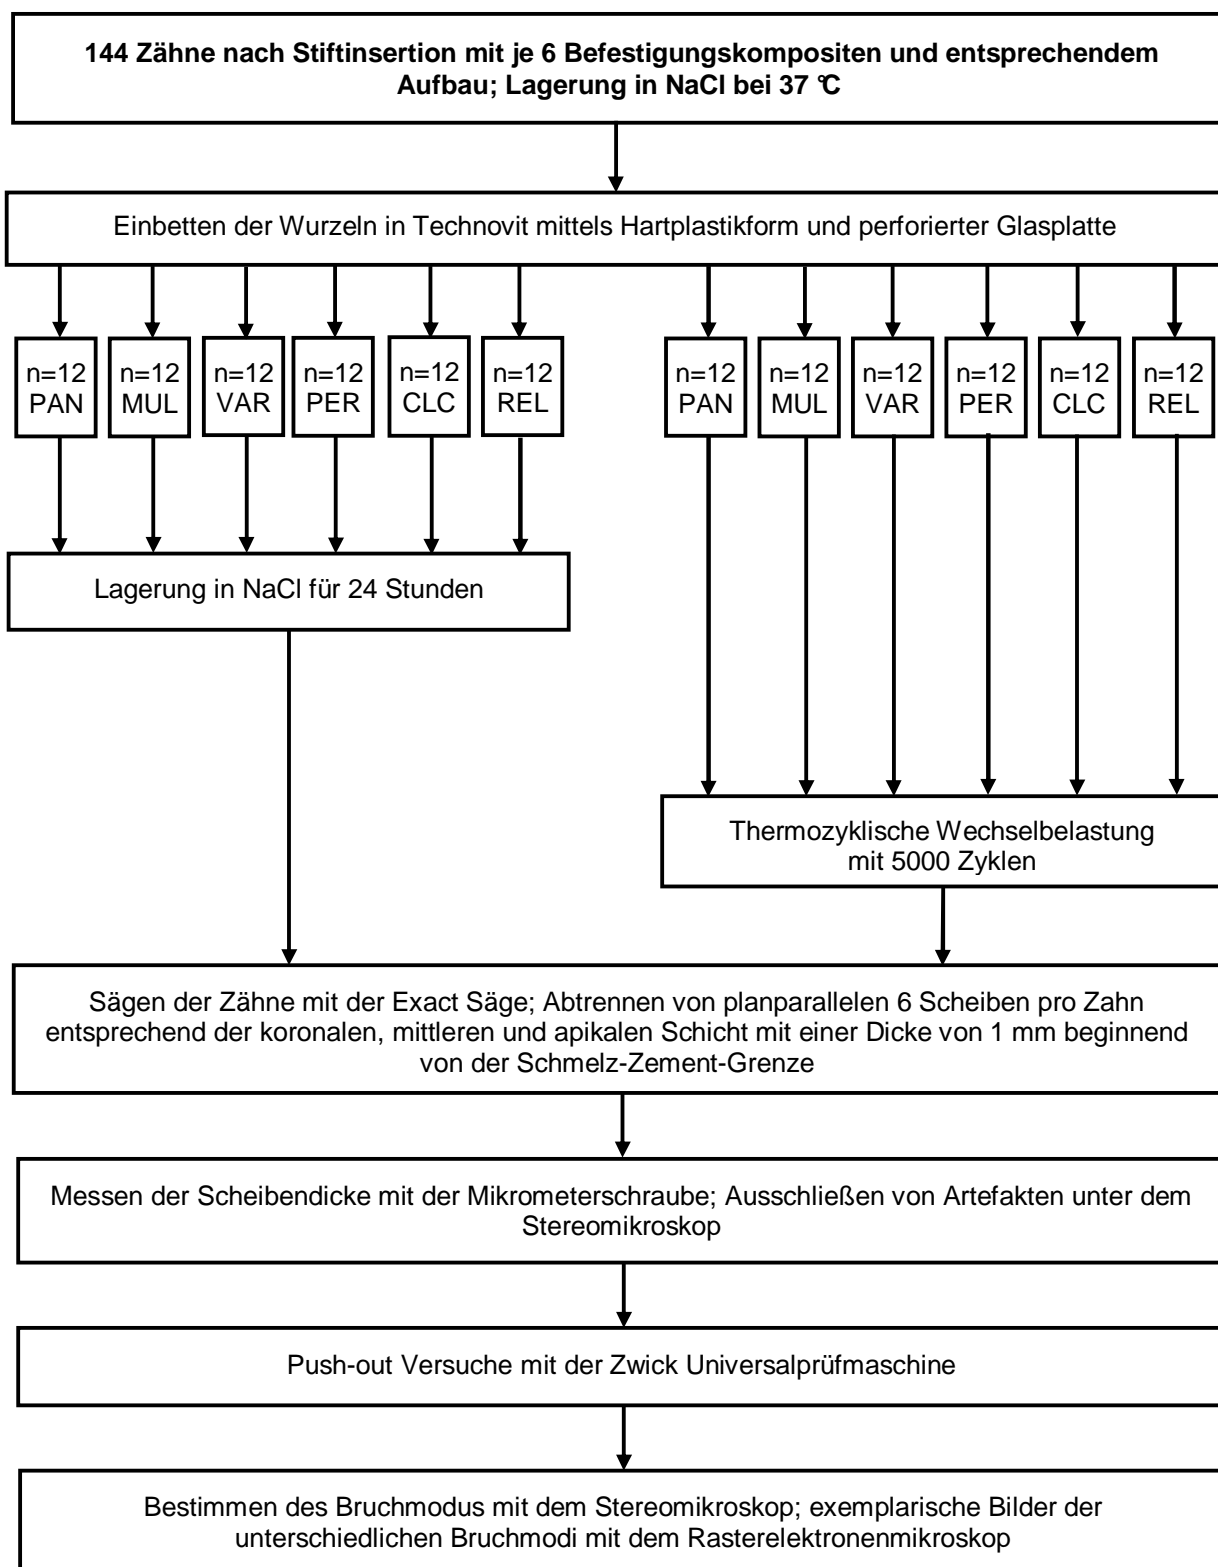 144 Zähne nach Stiftinsertion mit je 6 Befestigungskompositen und entsprechendem
Aufbau; Lagerung in NaCl bei 37 °C
Einbetten der Wurzeln in Technovit mittels Hartplastikform und perforierter Glasplatte
n=12
PAN
n=12
MUL
n=12
VAR
n=12
PER
n=12
CLC
n=12
REL
n=12
PAN
n=12
MUL
n=12
VAR
n=12
PER
n=12
CLC
n=12
REL
Lagerung in NaCl für 24 Stunden
Thermozyklische Wechselbelastung
mit 5000 Zyklen
Sägen der Zähne mit der Exact Säge; Abtrennen von planparallelen 6 Scheiben pro Zahn
entsprechend der koronalen, mittleren und apikalen Schicht mit einer Dicke von 1 mm beginnend
von der Schmelz-Zement-Grenze
Messen der Scheibendicke mit der Mikrometerschraube; Ausschließen von Artefakten unter dem
Stereomikroskop
Push-out Versuche mit der Zwick Universalprüfmaschine
Bestimmen des Bruchmodus mit dem Stereomikroskop; exemplarische Bilder der
unterschiedlichen Bruchmodi mit dem Rasterelektronenmikroskop